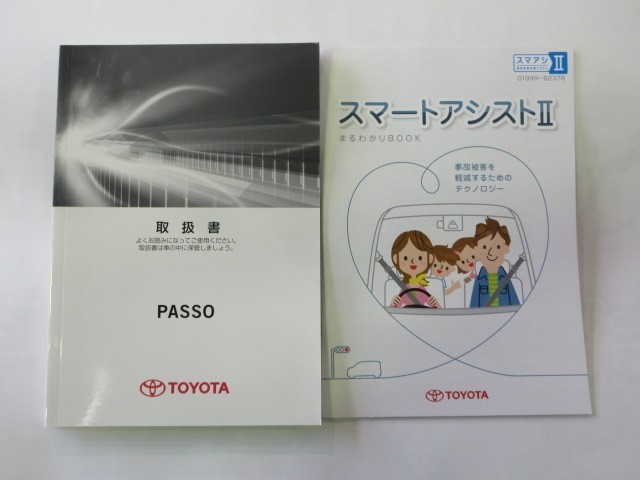 取扱書
よくお読みになってご使用ください。
取扱書は車の中に保管しましょう。
PASSO
TOYOTA
スマアシ II
01999-B2378
スマートアシストII
まるわかりBOOK
事故被害を
軽減するための
テクノロジー
TOYOTA